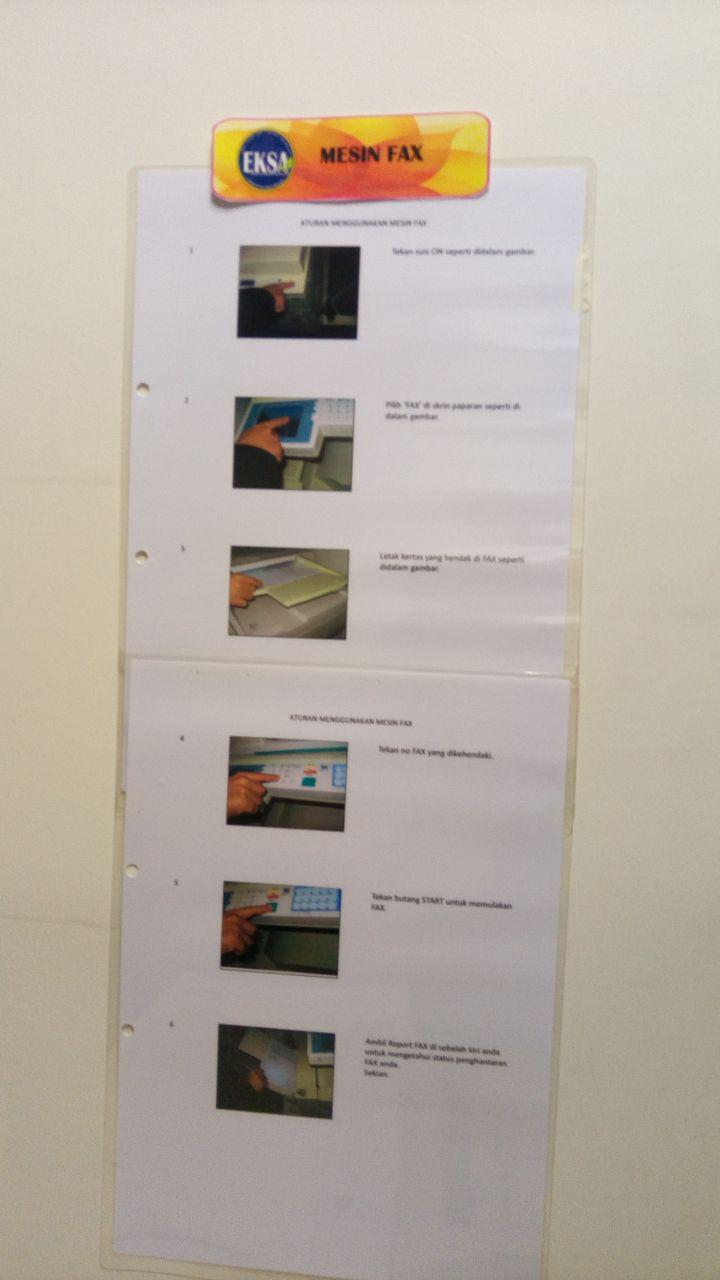 EKSA
MESIN FAX
ATURAN MENGGUNAKAN MESIN FAX
1
Tekan suis ON seperti didalam gambar.
2
Pilih 'FAX' di skrin paparan seperti di
dalam gambar.
3
Letak kertas yang hendak di FAX seperti
didalam gambar.
ATURAN MENGGUNAKAN MESIN FAX
4
Tekan no FAX yang dikehendaki.
5
Tekan butang START untuk memulakan
FAX.
6
Ambil Report FAX di sebelah kiri anda
untuk mengetahui status penghantaran
FAX anda.
Sekian.